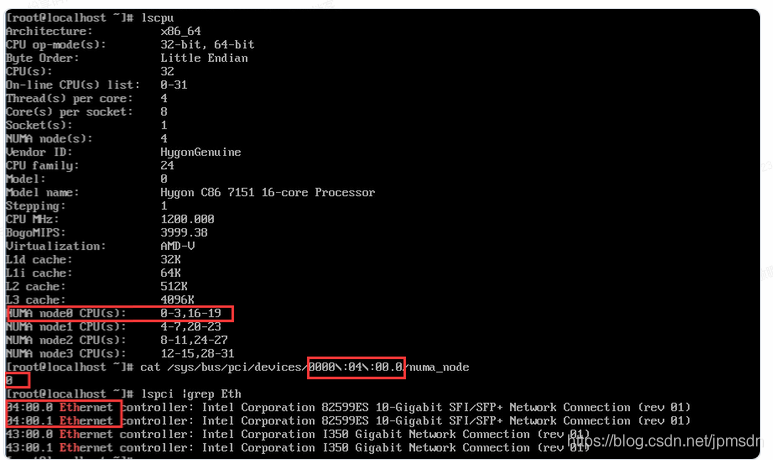 [root@localhost ~]# lscpu
Architecture: x86_64
CPU op-mode(s): 32-bit, 64-bit
Byte Order: Little Endian
CPU(s): 32
On-line CPU(s) list: 0-31
Thread(s) per core: 4
Core(s) per socket: 8
Socket(s): 1
NUMA node(s): 4
Vendor ID: HygonGenuine
CPU family: 24
Model: 0
Model name: Hygon C86 7151 16-core Processor
Stepping: 1
CPU MHz: 1200.000
BogoMIPS: 3999.38
Virtualization: AMD-V
L1d cache: 32K
L1i cache: 64K
L2 cache: 512K
L3 cache: 4096K
NUMA node0 CPU(s): 0-3,16-19
NUMA node1 CPU(s): 4-7,20-23
NUMA node2 CPU(s): 8-11,24-27
NUMA node3 CPU(s): 12-15,28-31
[root@localhost ~]# cat /sys/bus/pci/devices/0000\:04\:00.0/numa_node
0
[root@localhost ~]# lspci |grep Eth
04:00.0 Ethernet controller: Intel Corporation 82599ES 10-Gigabit SFI/SFP+ Network Connection (rev 01)
04:00.1 Ethernet controller: Intel Corporation 82599ES 10-Gigabit SFI/SFP+ Network Connection (rev 01)
43:00.0 Ethernet controller: Intel Corporation I350 Gigabit Network Connection (rev 01)
43:00.1 Ethernet controller: Intel Corporation I350 Gigabit Network Connection (rev 01)
https://blog.csdn.net/jpmsdn